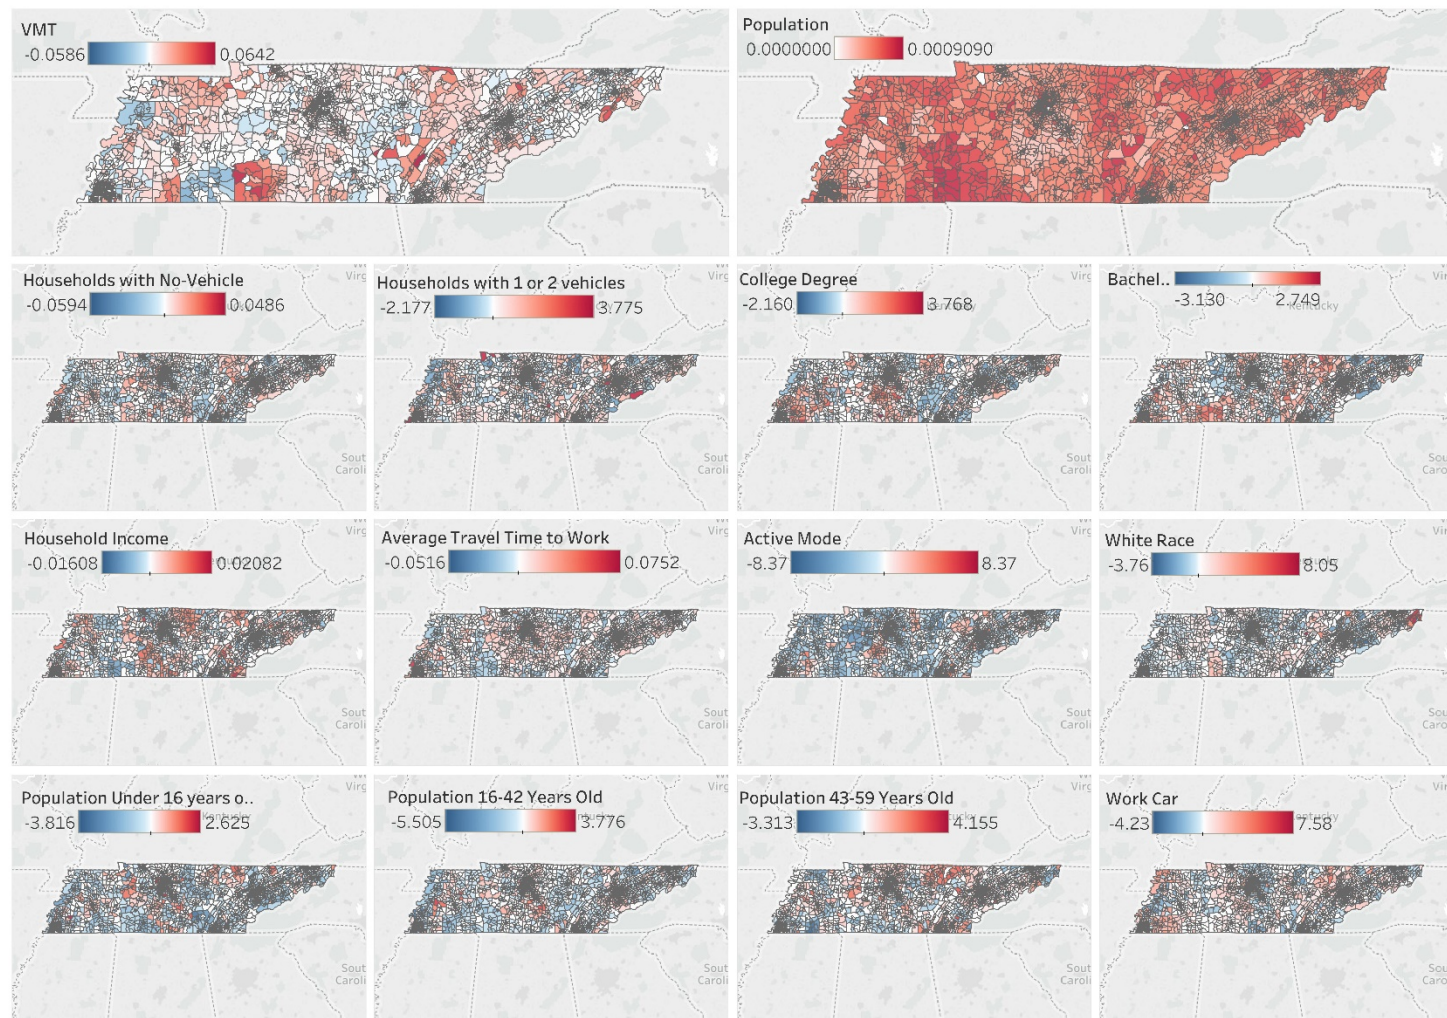 VMT
-0.0586 0.0642
Population
0.0000000 0.0009090
Households with No-Vehicle
-0.0594 0.0486
Households with 1 or 2 vehicles
-2.177 3.775
College Degree
-2.160 3.768
Bachel..
-3.130 2.749
Household Income
-0.01608 0.02082
Average Travel Time to Work
-0.0516 0.0752
Active Mode
-8.37 8.37
White Race
-3.76 8.05
Population Under 16 years o..
-3.816 2.625
Population 16-42 Years Old
-5.505 3.776
Population 43-59 Years Old
-3.313 4.155
Work Car
-4.23 7.58